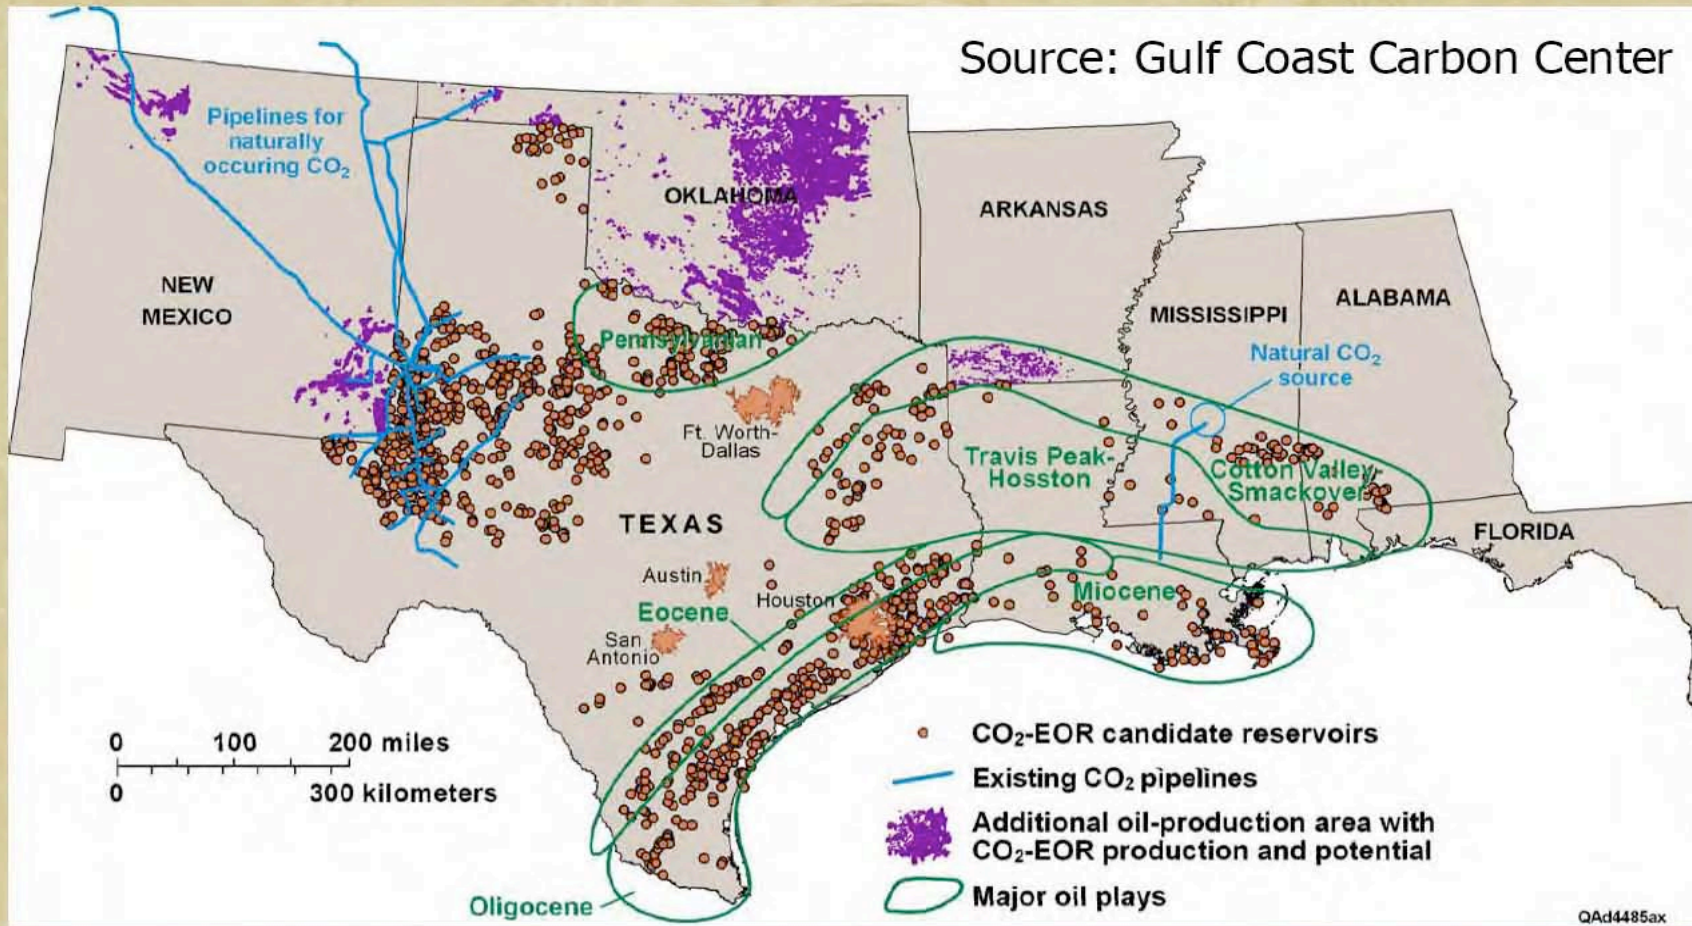 Source: Gulf Coast Carbon Center
Pipelines for
naturally
occuring CO₂
OKLAHOMA
ARKANSAS
NEW
MEXICO
MISSISSIPPI
ALABAMA
Pennsylvanian
Natural CO₂
source
Ft. Worth-
Dallas
Travis Peak-
Hosston
Cotton Valley-
Smackover
TEXAS
FLORIDA
Austin
Houston
Eocene
Miocene
San
Antonio
0 100 200 miles
0 300 kilometers
Oligocene
CO₂-EOR candidate reservoirs
Existing CO₂ pipelines
Additional oil-production area with
CO₂-EOR production and potential
Major oil plays
QAd4485ax